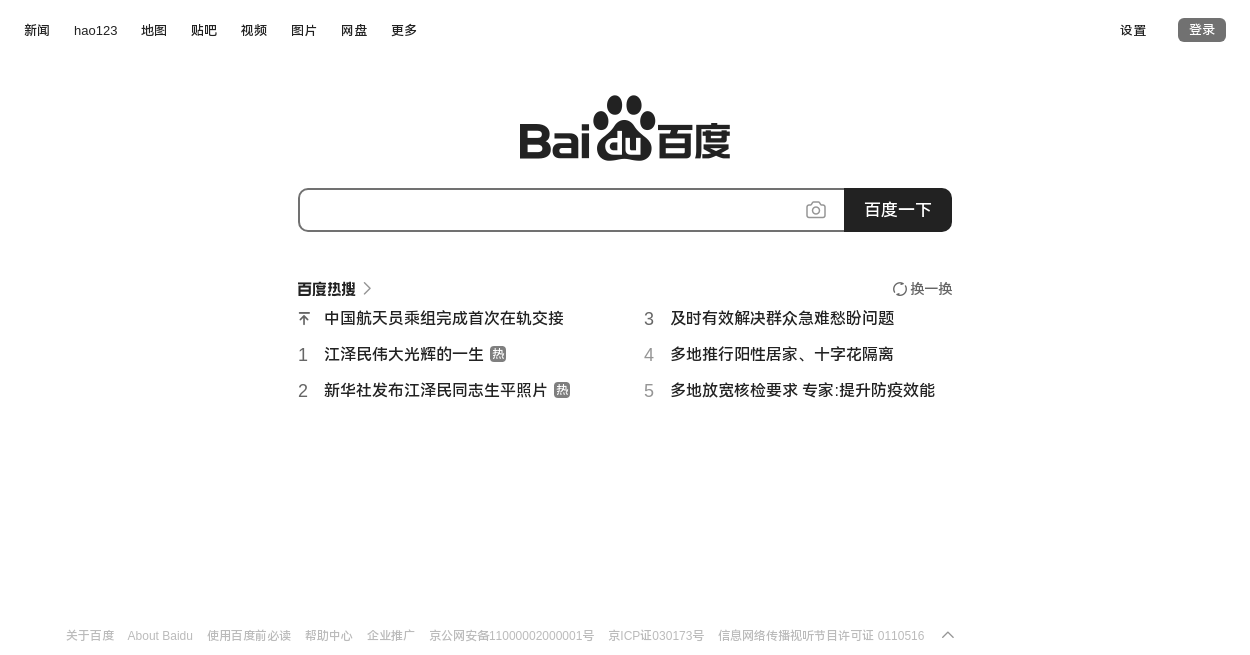 新闻 hao123 地图 贴吧 视频 图片 网盘 更多 设置 登录
Bai du 百度
百度一下
百度热搜 换一换
中国航天员乘组完成首次在轨交接
1 江泽民伟大光辉的一生 热
2 新华社发布江泽民同志生平照片 热
3 及时有效解决群众急难愁盼问题
4 多地推行阳性居家、十字花隔离
5 多地放宽核检要求 专家:提升防疫效能
关于百度 About Baidu 使用百度前必读 帮助中心 企业推广 京公网安备11000002000001号 京ICP证030173号 信息网络传播视听节目许可证 0110516